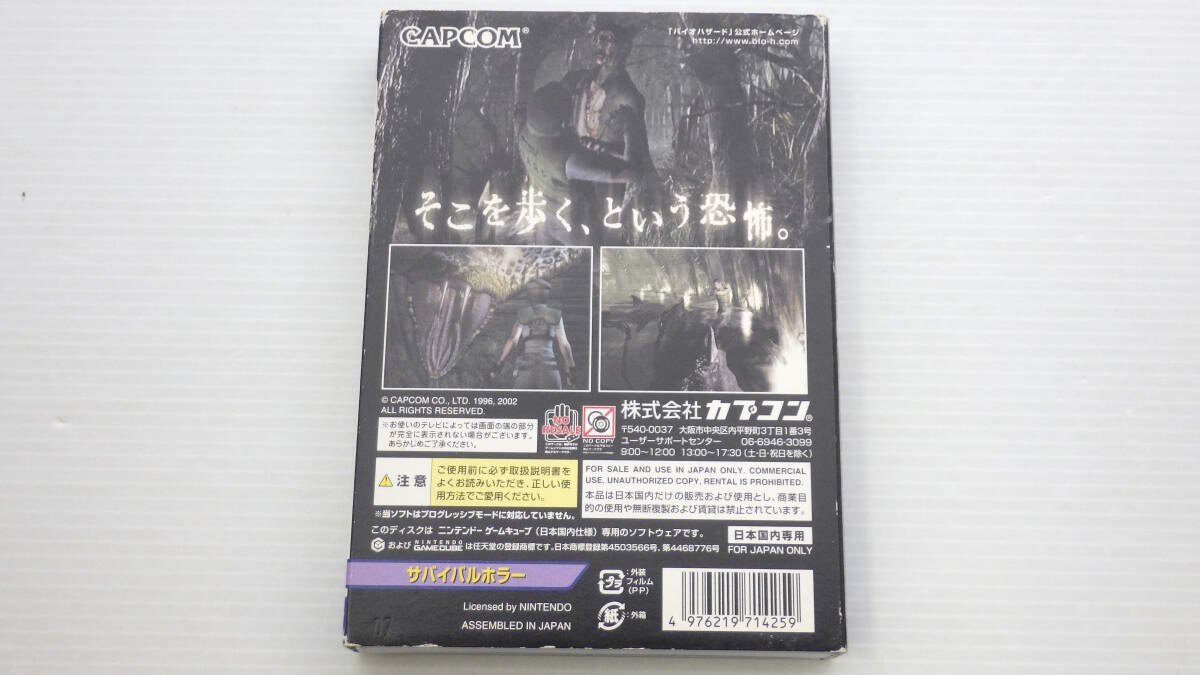 CAPCOM®
「バイオハザード」公式ホームページ
http://www.bio-h.com
そこを歩く、という恐怖。
© CAPCOM CO., LTD. 1996, 2002
ALL RIGHTS RESERVED.
※お使いのテレビによっては画面の端の部分
が完全に表示されない場合がございます。
あらかじめご了承ください。
NO
RESALE
NO COPY
株式会社 カプコン®
〒540-0037 大阪市中央区内平野町3丁目1番3号
ユーザーサポートセンター 06-6946-3099
9:00～12:00 13:00～17:30（土・日・祝日を除く）
注意
ご使用前に必ず取扱説明書を
よくお読みいただき、正しい使
用方法でご愛用ください。
FOR SALE AND USE IN JAPAN ONLY. COMMERCIAL
USE, UNAUTHORIZED COPY, RENTAL IS PROHIBITED.
本品は日本国内だけの販売および使用とし、商業目
的の使用や無断複製および賃貸は禁止されています。
※当ソフトはプログレッシブモードに対応していません。
このディスクは ニンテンドー ゲームキューブ（日本国内仕様）専用のソフトウェアです。
および NINTENDO GAMECUBE は任天堂の登録商標です。日本商標登録第4503566号、第4468776号
日本国内専用
FOR JAPAN ONLY
サバイバルホラー
Licensed by NINTENDO
ASSEMBLED IN JAPAN
プラ
：外装
フィルム
（PP）
紙
：外箱
4 976219 714259
07